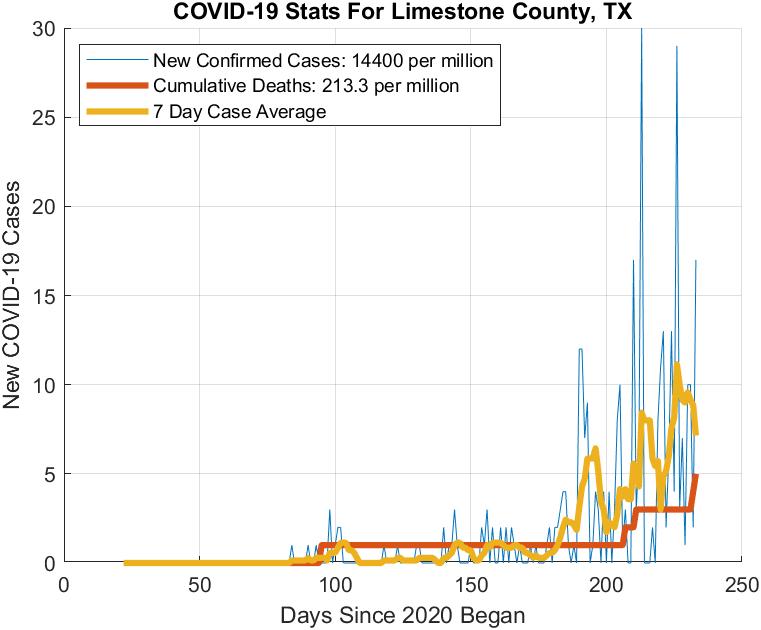 COVID-19 Stats For Limestone County, TX
New Confirmed Cases: 14400 per million
Cumulative Deaths: 213.3 per million
7 Day Case Average
New COVID-19 Cases
30
25
20
15
10
5
0
0 50 100 150 200 250
Days Since 2020 Began